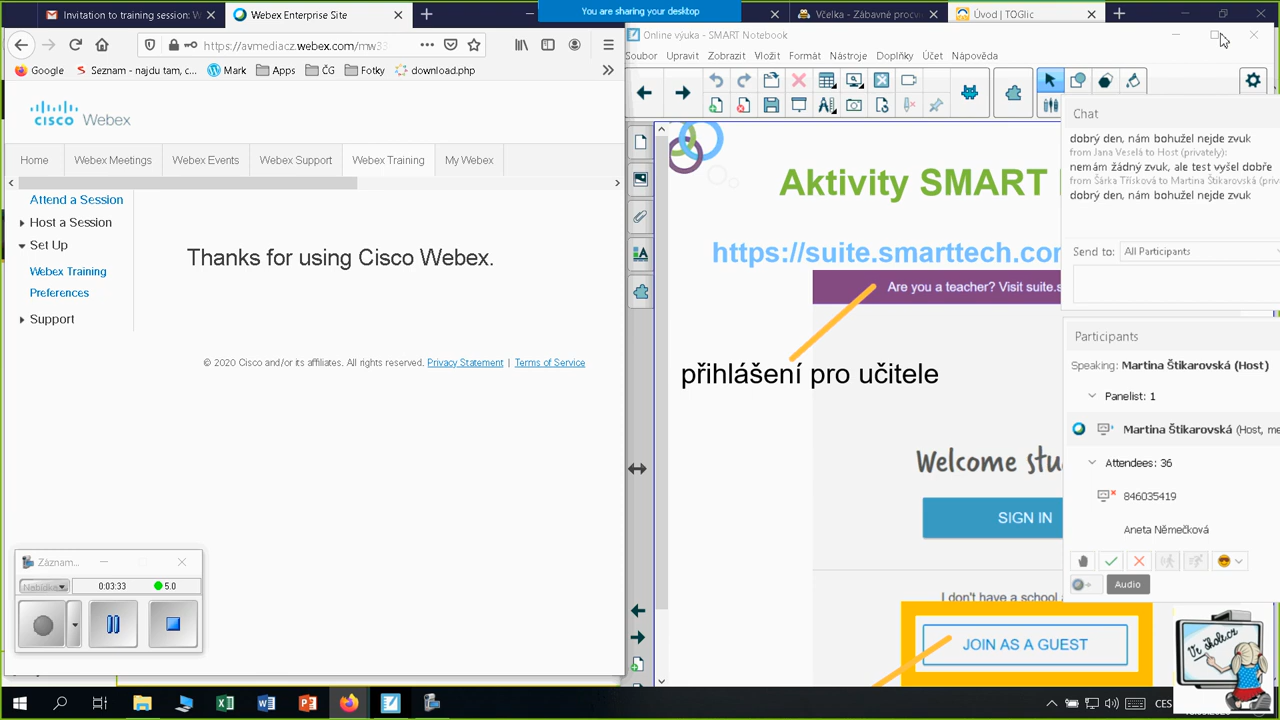 You are sharing your desktop
Invitation to training session: W
Webex Enterprise Site
Včelka - Zábavné procvi
Úvod | TOGlic
https://avmediacz.webex.com/mw33
Google
Seznam - najdu tam, c...
Mark
Apps
ČG
Fotky
download.php
cisco Webex
Home
Webex Meetings
Webex Events
Webex Support
Webex Training
My Webex
Attend a Session
Host a Session
Set Up
Webex Training
Preferences
Support
Thanks for using Cisco Webex.
© 2020 Cisco and/or its affiliates. All rights reserved. Privacy Statement | Terms of Service
Záznam...
Nabídka
0:03:33
5.0
Online výuka - SMART Notebook
Soubor
Upravit
Zobrazit
Vložit
Formát
Nástroje
Doplňky
Účet
Nápověda
Aktivity SMART
https://suite.smarttech.com
Are you a teacher? Visit suite.s
přihlášení pro učitele
Welcome stu
SIGN IN
I don't have a school a
JOIN AS A GUEST
Chat
dobrý den, nám bohužel nejde zvuk
from Jana Veselá to Host (privately):
nemám žádný zvuk, ale test vyšel dobře
from Šárka Třísková to Martina Štikarovská (priv
dobrý den, nám bohužel nejde zvuk
Send to:
All Participants
Participants
Speaking: Martina Štikarovská (Host)
Panelist: 1
Martina Štikarovská (Host, me
Attendees: 36
846035419
Aneta Němečková
Audio
Ve škole.cz
CES